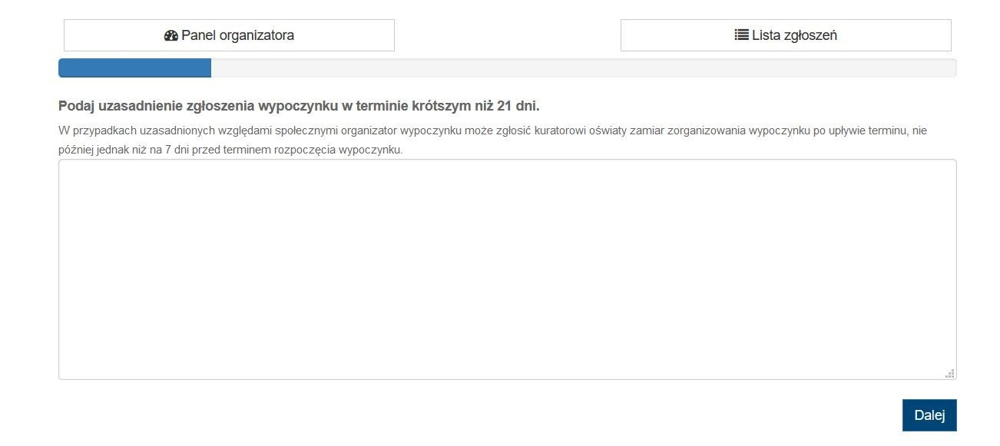 Panel organizatora
Lista zgłoszeń
Podaj uzasadnienie zgłoszenia wypoczynku w terminie krótszym niż 21 dni.
W przypadkach uzasadnionych względami społecznymi organizator wypoczynku może zgłosić kuratorowi oświaty zamiar zorganizowania wypoczynku po upływie terminu, nie
później jednak niż na 7 dni przed terminem rozpoczęcia wypoczynku.
Dalej